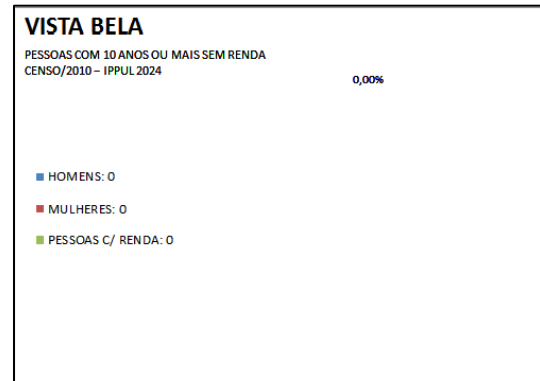 VISTA BELA
PESSOAS COM 10 ANOS OU MAIS SEM RENDA
CENSO/2010 – IPPUL 2024
0,00%
HOMENS: 0
MULHERES: 0
PESSOAS C/ RENDA: 0